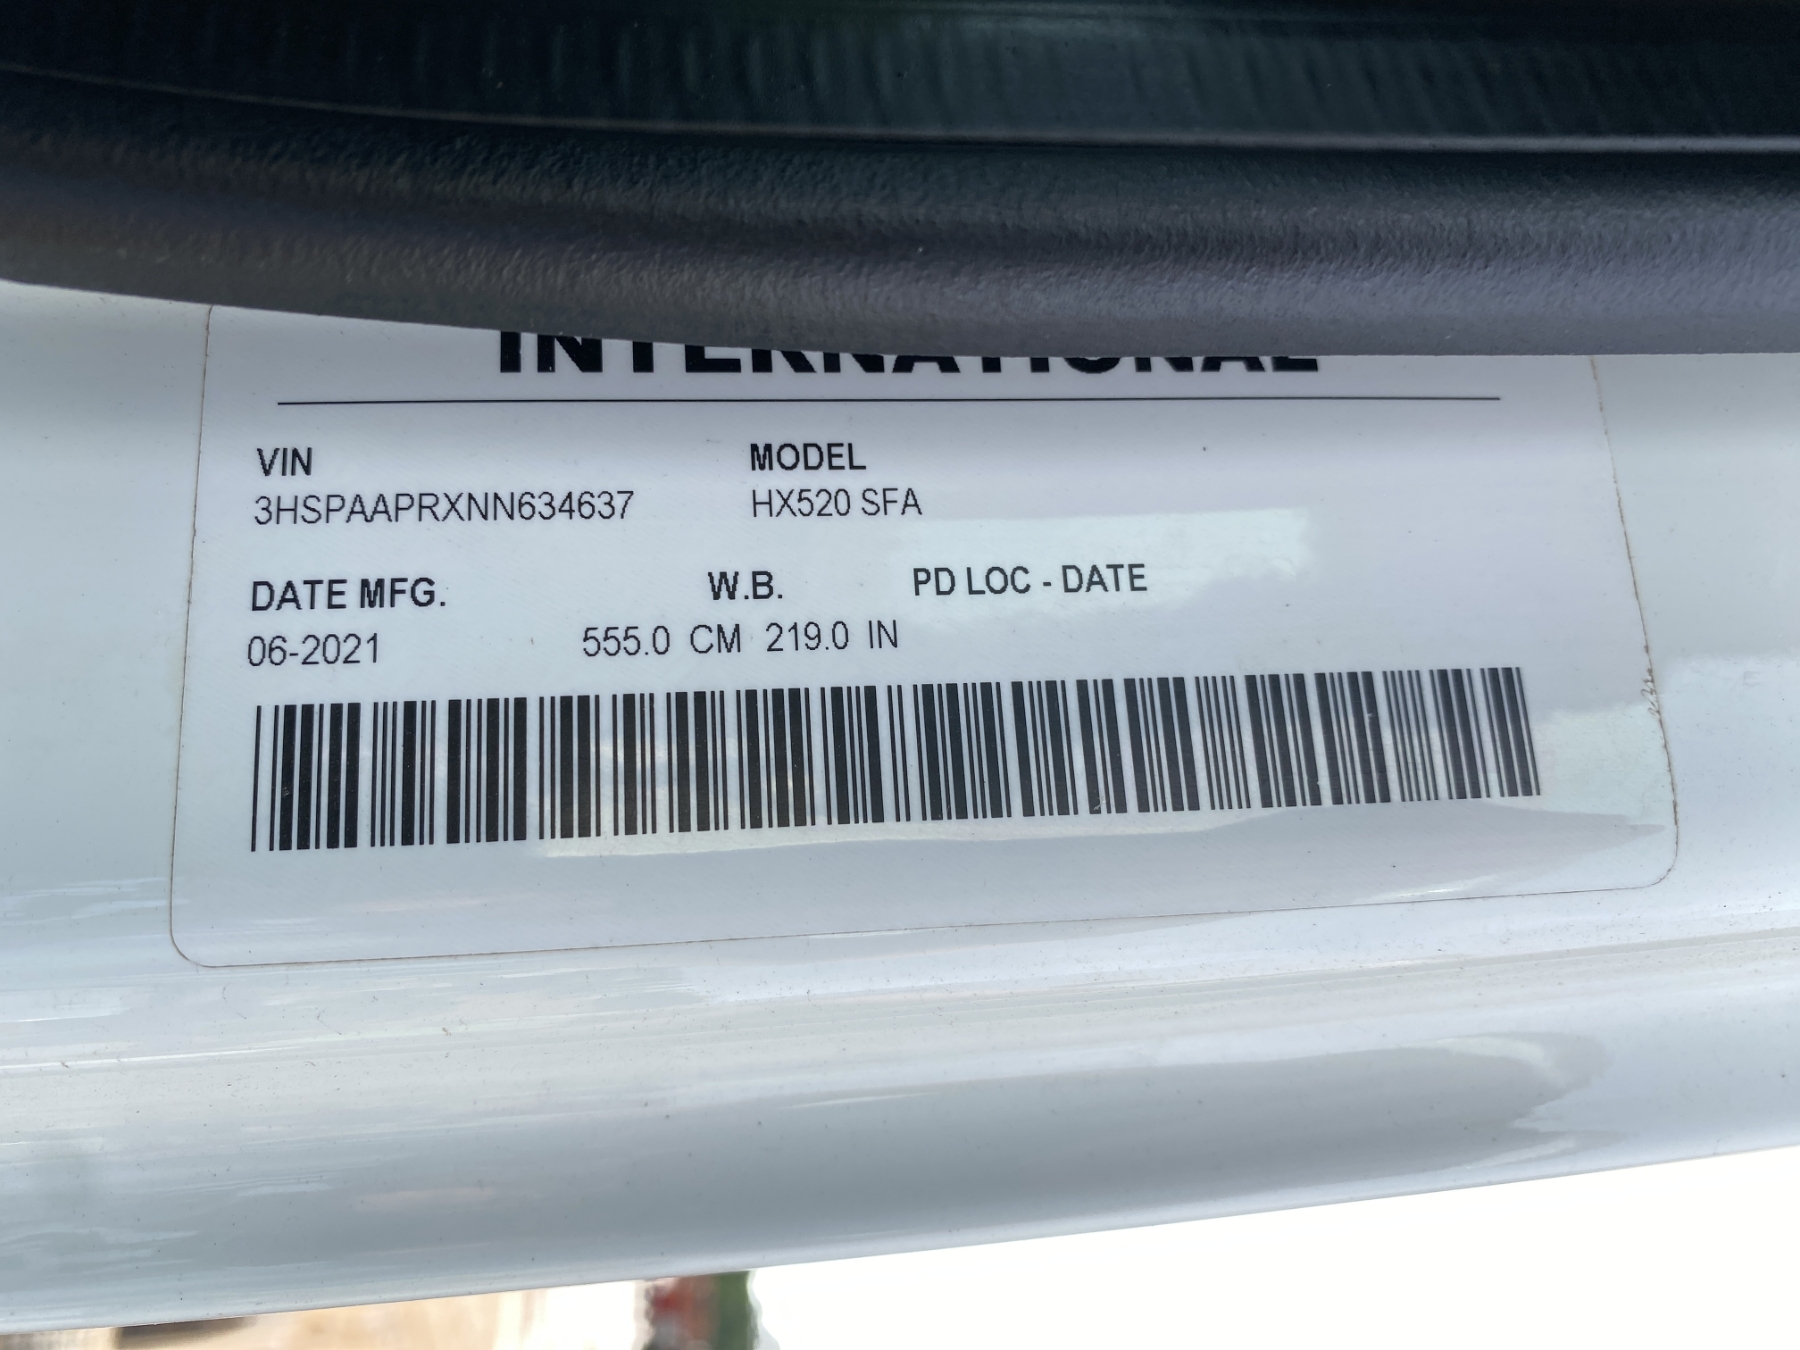 INTERNATIONAL
VIN MODEL
3HSPAAPRXNN634637 HX520 SFA
DATE MFG. W.B. PD LOC - DATE
06-2021 555.0 CM 219.0 IN